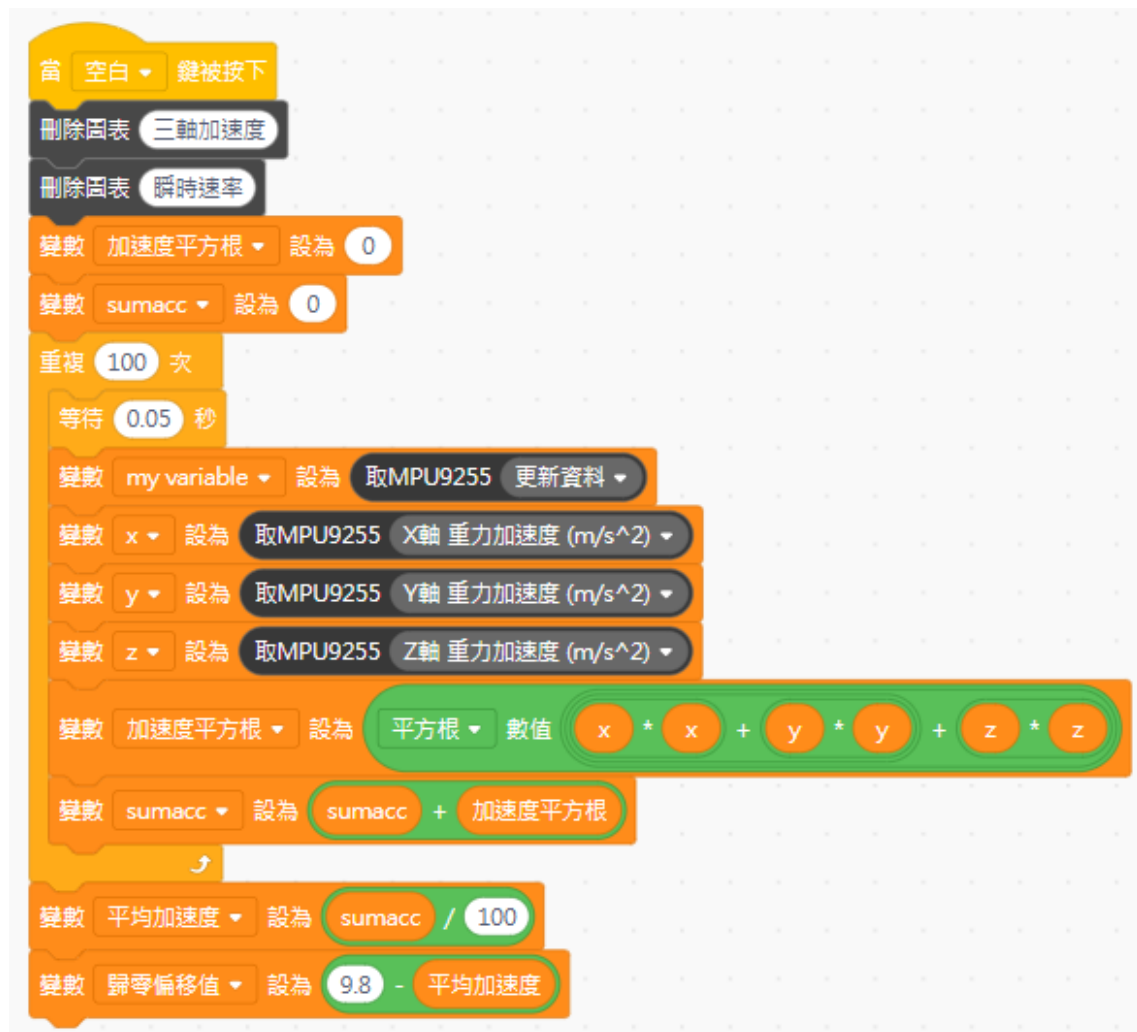 當 空白 鍵被按下
刪除圖表 三軸加速度
刪除圖表 瞬時速率
變數 加速度平方根 設為 0
變數 sumacc 設為 0
重複 100 次
等待 0.05 秒
變數 my variable 設為 取MPU9255 更新資料
變數 x 設為 取MPU9255 X軸 重力加速度 (m/s^2)
變數 y 設為 取MPU9255 Y軸 重力加速度 (m/s^2)
變數 z 設為 取MPU9255 Z軸 重力加速度 (m/s^2)
變數 加速度平方根 設為 平方根 數值 x * x + y * y + z * z
變數 sumacc 設為 sumacc + 加速度平方根
變數 平均加速度 設為 sumacc / 100
變數 歸零偏移值 設為 9.8 - 平均加速度